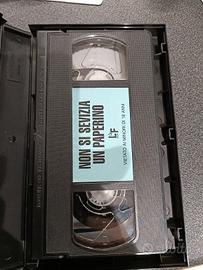 NON SI SEVIZIA
UN PAPERINO
VIETATO AI MINORI DI 18 ANNI